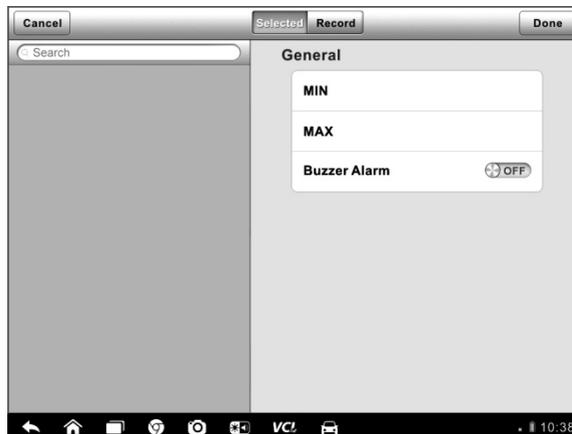 Cancel
Selected
Record
Done
Search
General
MIN
MAX
Buzzer Alarm
OFF
VCI
10:38